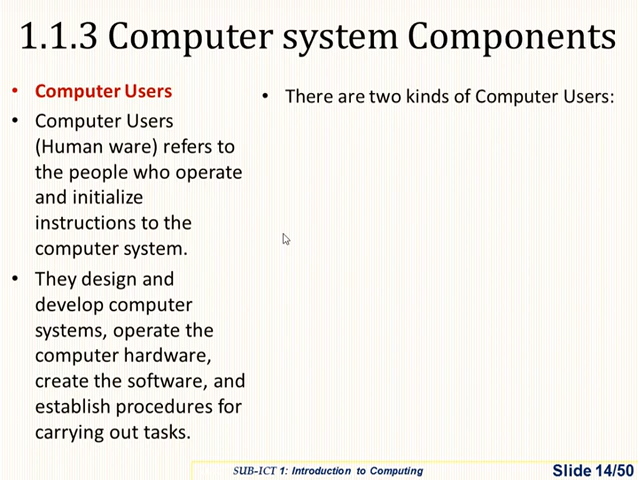 1.1.3 Computer system Components
• Computer Users
• Computer Users
(Human ware) refers to
the people who operate
and initialize
instructions to the
computer system.
• They design and
develop computer
systems, operate the
computer hardware,
create the software, and
establish procedures for
carrying out tasks.
• There are two kinds of Computer Users:
SUB-ICT 1: Introduction to Computing
Slide 14/50